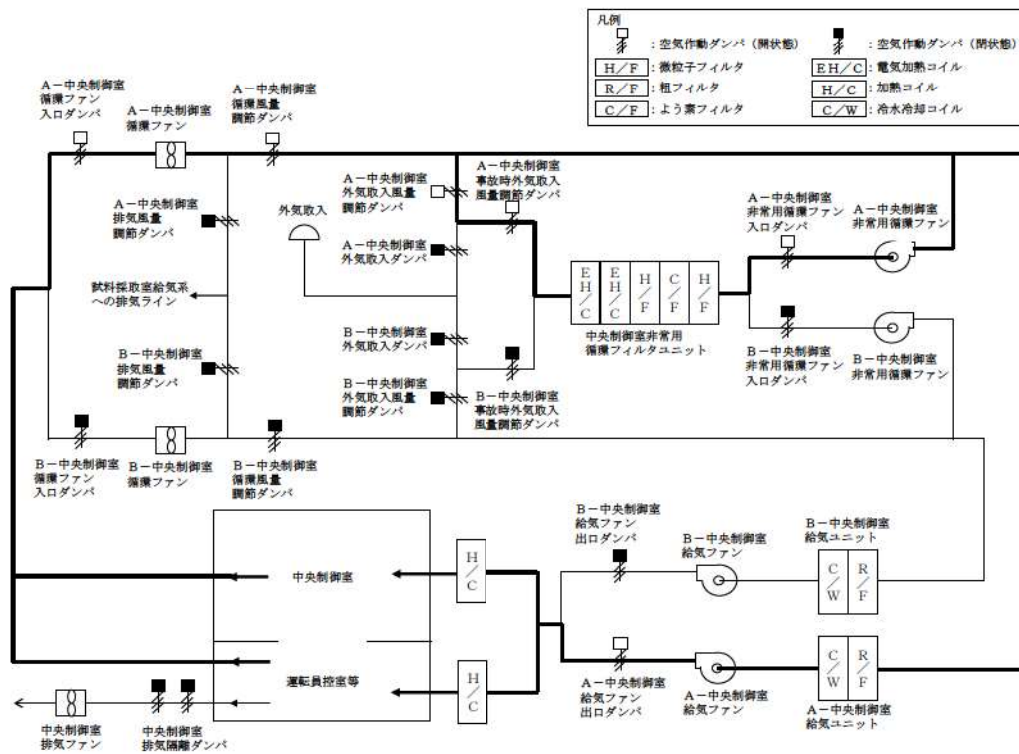 凡例
：空気作動ダンパ（開状態）
：空気作動ダンパ（閉状態）
H／F
：微粒子フィルタ
EH／C
：電気加熱コイル
R／F
：粗フィルタ
H／C
：加熱コイル
C／F
：よう素フィルタ
C／W
：冷水冷却コイル
A－中央制御室
循環ファン
入口ダンパ
A－中央制御室
循環ファン
A－中央制御室
循環風量
調節ダンパ
A－中央制御室
排気風量
調節ダンパ
外気取入
A－中央制御室
外気取入風量
調節ダンパ
A－中央制御室
事故時外気取入
風量調節ダンパ
A－中央制御室
外気取入ダンパ
A－中央制御室
非常用循環ファン
入口ダンパ
A－中央制御室
非常用循環ファン
試料採取室給気系
への排気ライン
EH／C
EH／C
H／F
C／F
H／F
中央制御室非常用
循環フィルタユニット
B－中央制御室
排気風量
調節ダンパ
B－中央制御室
外気取入ダンパ
B－中央制御室
外気取入風量
調節ダンパ
B－中央制御室
事故時外気取入
風量調節ダンパ
B－中央制御室
非常用循環ファン
入口ダンパ
B－中央制御室
非常用循環ファン
B－中央制御室
循環ファン
入口ダンパ
B－中央制御室
循環ファン
B－中央制御室
循環風量
調節ダンパ
中央制御室
運転員控室等
H／C
H／C
B－中央制御室
給気ファン
出口ダンパ
B－中央制御室
給気ファン
B－中央制御室
給気ユニット
C／W
R／F
A－中央制御室
給気ファン
出口ダンパ
A－中央制御室
給気ファン
C／W
R／F
A－中央制御室
給気ユニット
中央制御室
排気ファン
中央制御室
排気隔離ダンパ